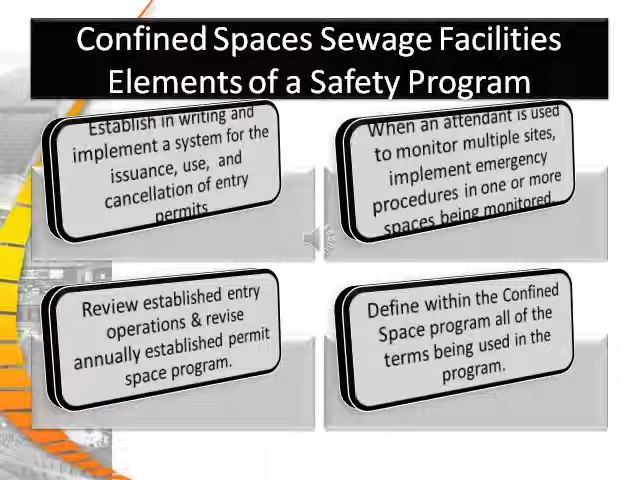 Confined Spaces Sewage Facilities
Elements of a Safety Program
Establish in writing and
implement a system for the
issuance, use, and
cancellation of entry
permits
When an attendant is used
to monitor multiple sites,
implement emergency
procedures in one or more
spaces being monitored.
Review established entry
operations & revise
annually established permit
space program.
Define within the Confined
Space program all of the
terms being used in the
program.